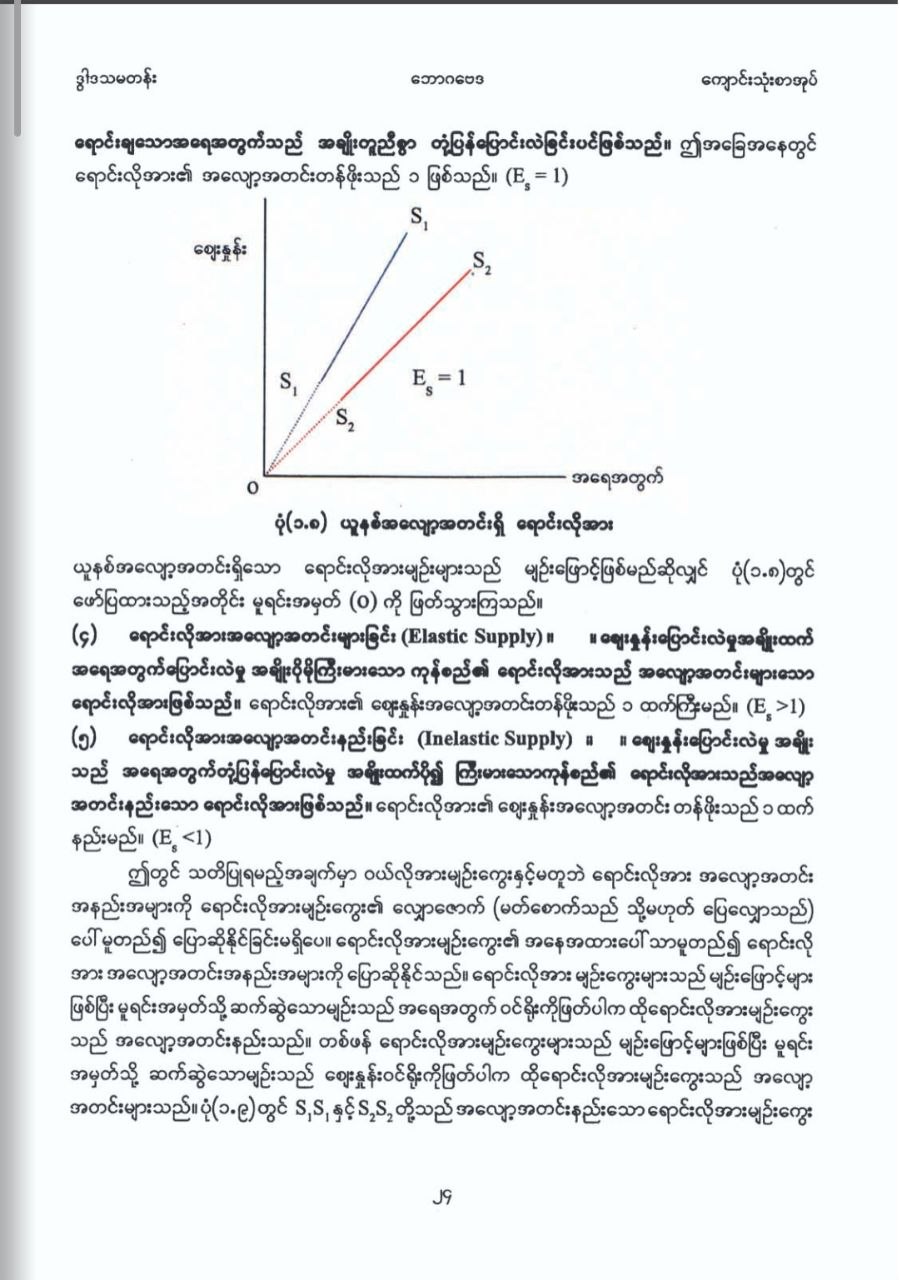 ဒွါဒသမတန်း ဘောဂဗေဒ ကျောင်းသုံးစာအုပ်
ရောင်းချသောအရေအတွက်သည် အချိုးတူညီစွာ တုံ့ပြန်ပြောင်းလဲခြင်းပင်ဖြစ်သည်။ ဤအခြေအနေတွင်
ရောင်းလိုအား၏ အလျော့အတင်းတန်ဖိုးသည် ၁ ဖြစ်သည်။ (Es = 1)
S1
ဈေးနှုန်း
S2
S1
Es = 1
S2
အရေအတွက်
O
ပုံ(၁.၈) ယူနစ်အလျော့အတင်းရှိ ရောင်းလိုအား
ယူနစ်အလျော့အတင်းရှိသော ရောင်းလိုအားမျဉ်းများသည် မျဉ်းဖြောင့်ဖြစ်မည်ဆိုလျှင် ပုံ(၁.၈)တွင်
ဖော်ပြထားသည့်အတိုင်း မူရင်းအမှတ် (O) ကို ဖြတ်သွားကြသည်။
(၄) ရောင်းလိုအားအလျော့အတင်းများခြင်း (Elastic Supply) ။ ။ ဈေးနှုန်းပြောင်းလဲမှုအချိုးထက်
အရေအတွက်ပြောင်းလဲမှု အချိုးပိုမိုကြီးမားသော ကုန်စည်၏ ရောင်းလိုအားသည် အလျော့အတင်းများသော
ရောင်းလိုအားဖြစ်သည်။ ရောင်းလိုအား၏ ဈေးနှုန်းအလျော့အတင်းတန်ဖိုးသည် ၁ ထက်ကြီးမည်။ (Es >1)
(၅) ရောင်းလိုအားအလျော့အတင်းနည်းခြင်း (Inelastic Supply) ။ ။ ဈေးနှုန်းပြောင်းလဲမှု အချိုး
သည် အရေအတွက်တုံ့ပြန်ပြောင်းလဲမှု အချိုးထက်ပို၍ ကြီးမားသောကုန်စည်၏ ရောင်းလိုအားသည်အလျော့
အတင်းနည်းသော ရောင်းလိုအားဖြစ်သည်။ ရောင်းလိုအား၏ ဈေးနှုန်းအလျော့အတင်း တန်ဖိုးသည် ၁ ထက်
နည်းမည်။ (Es <1)
ဤတွင် သတိပြုရမည့်အချက်မှာ ဝယ်လိုအားမျဉ်းကွေးနှင့်မတူဘဲ ရောင်းလိုအား အလျော့အတင်း
အနည်းအများကို ရောင်းလိုအားမျဉ်းကွေး၏ လျှောဇောက် (မတ်စောက်သည် သို့မဟုတ် ပြေလျှောသည်)
ပေါ်မူတည်၍ ပြောဆိုနိုင်ခြင်းမရှိပေ။ ရောင်းလိုအားမျဉ်းကွေး၏ အနေအထားပေါ်သာမူတည်၍ ရောင်းလို
အား အလျော့အတင်းအနည်းအများကို ပြောဆိုနိုင်သည်။ ရောင်းလိုအား မျဉ်းကွေးများသည် မျဉ်းဖြောင့်များ
ဖြစ်ပြီး မူရင်းအမှတ်သို့ ဆက်ဆွဲသောမျဉ်းသည် အရေအတွက် ဝင်ရိုးကိုဖြတ်ပါက ထိုရောင်းလိုအားမျဉ်းကွေး
သည် အလျော့အတင်းနည်းသည်။ တစ်ဖန် ရောင်းလိုအားမျဉ်းကွေးများသည် မျဉ်းဖြောင့်များဖြစ်ပြီး မူရင်း
အမှတ်သို့ ဆက်ဆွဲသောမျဉ်းသည် ဈေးနှုန်းဝင်ရိုးကိုဖြတ်ပါက ထိုရောင်းလိုအားမျဉ်းကွေးသည် အလျော့
အတင်းများသည်။ ပုံ(၁.၉)တွင် S1S1 နှင့် S2S2 တို့သည် အလျော့အတင်းနည်းသော ရောင်းလိုအားမျဉ်းကွေး
၂၄